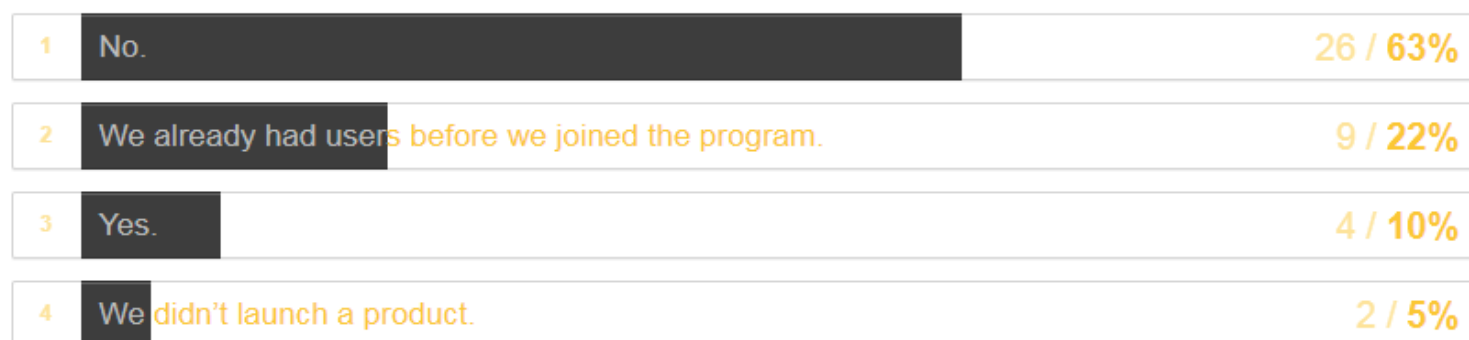 1 No. 26 / 63%
2 We already had users before we joined the program. 9 / 22%
3 Yes. 4 / 10%
4 We didn’t launch a product. 2 / 5%